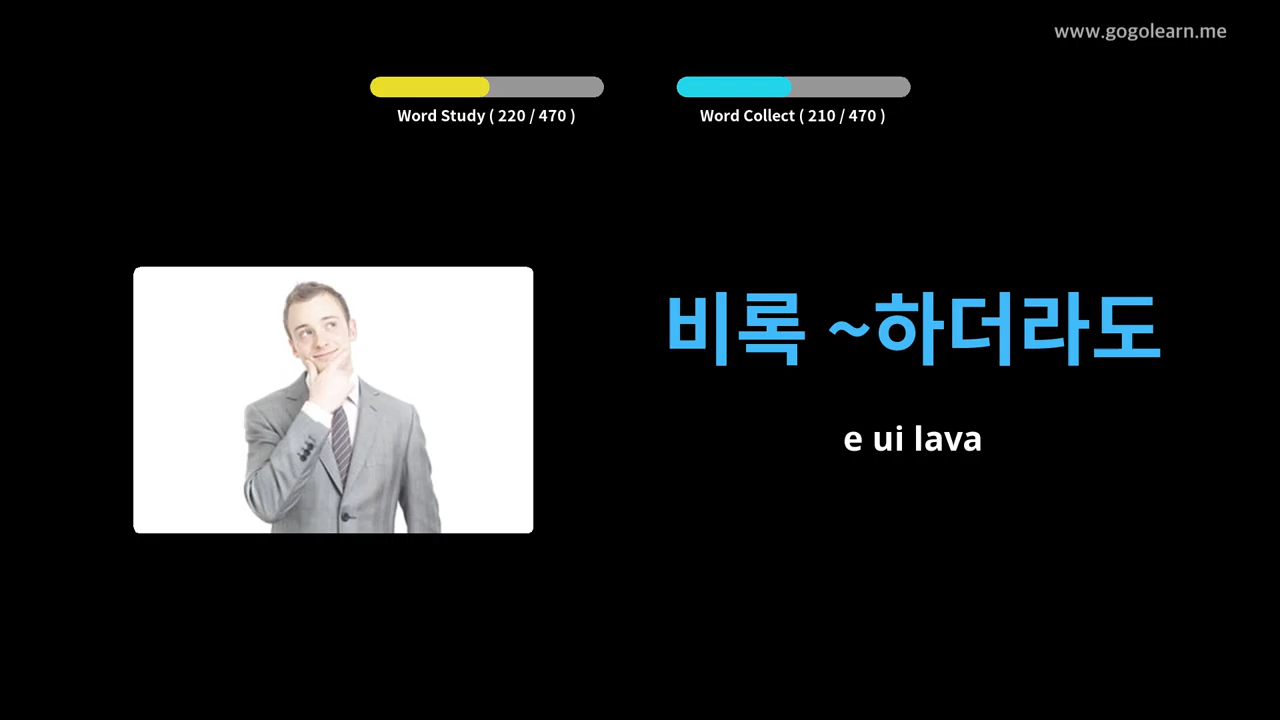 www.gogolearn.me
Word Study ( 220 / 470 )
Word Collect ( 210 / 470 )
비록 ~하더라도
e ui lava